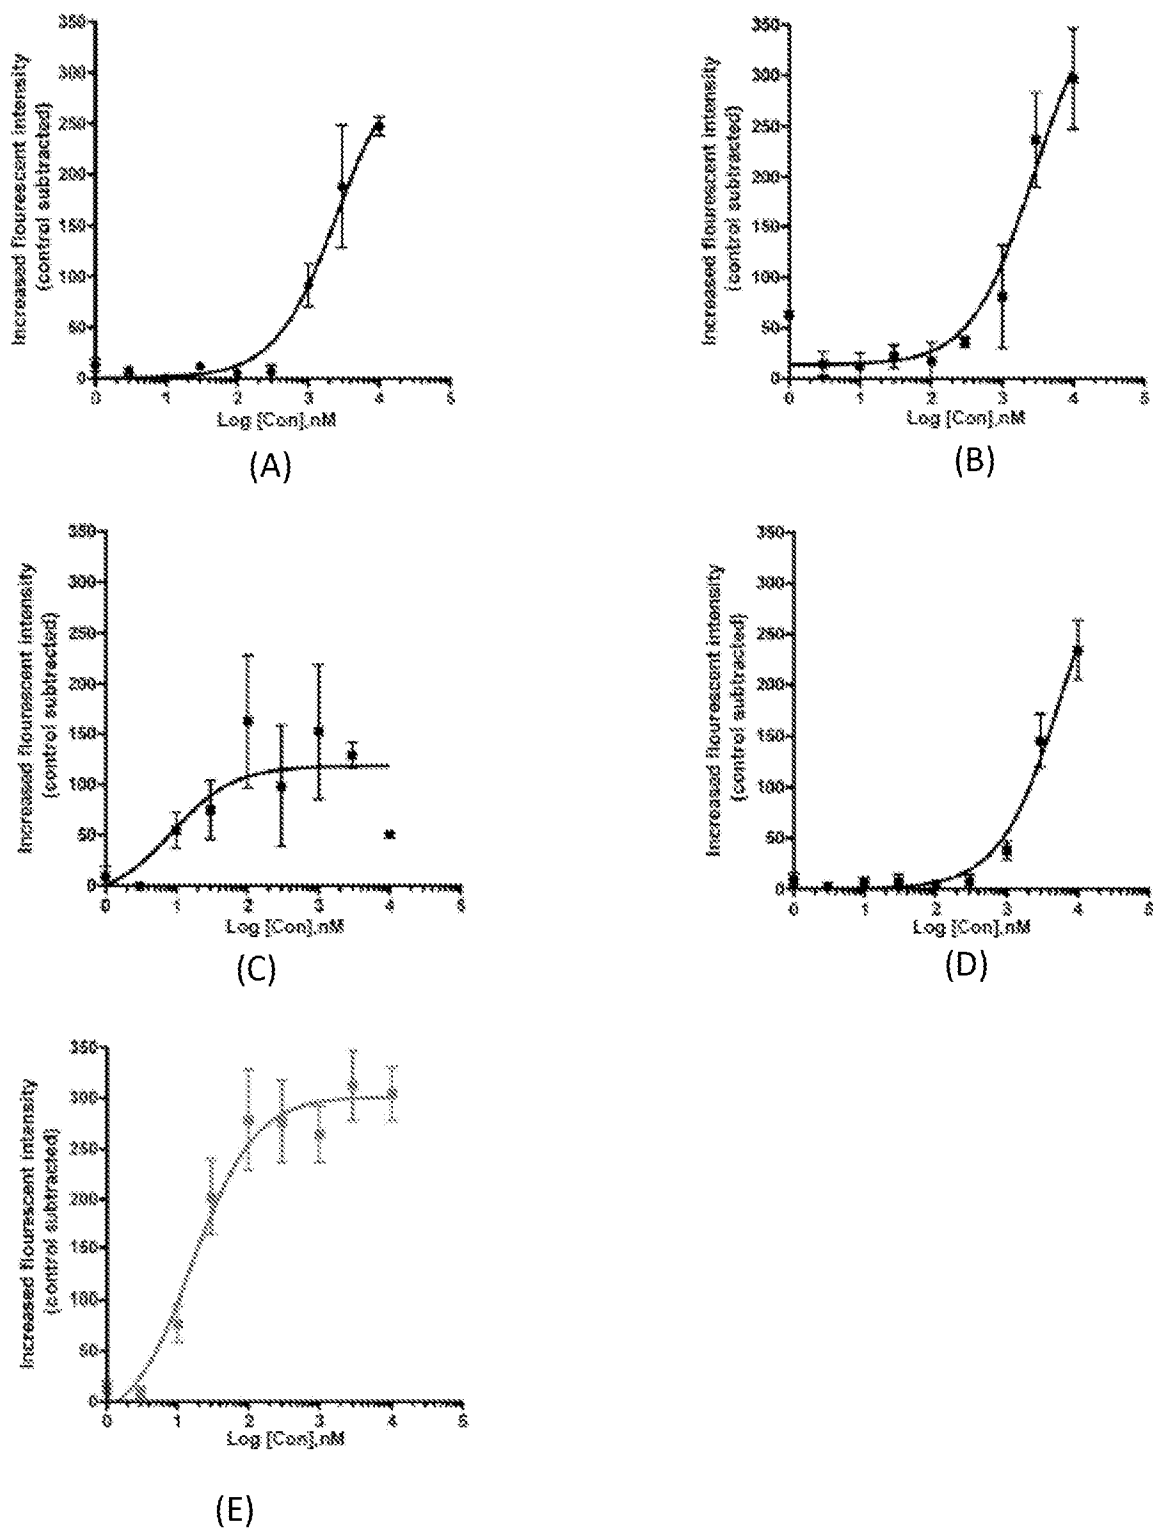 350
300
250
200
150
100
50
0
Increased flourescent intensity
(control subtracted)
0 1 2 3 4 5
Log [Con],nM
(A)
350
300
250
200
150
100
50
0
Increased flourescent intensity
(control subtracted)
0 1 2 3 4 5
Log [Con],nM
(B)
350
300
250
200
150
100
50
0
Increased flourescent intensity
(control subtracted)
0 1 2 3 4 5
Log [Con],nM
(C)
350
300
250
200
150
100
50
0
Increased flourescent intensity
(control subtracted)
0 1 2 3 4 5
Log [Con],nM
(D)
350
300
250
200
150
100
50
0
Increased flourescent intensity
(control subtracted)
0 1 2 3 4 5
Log [Con],nM
(E)